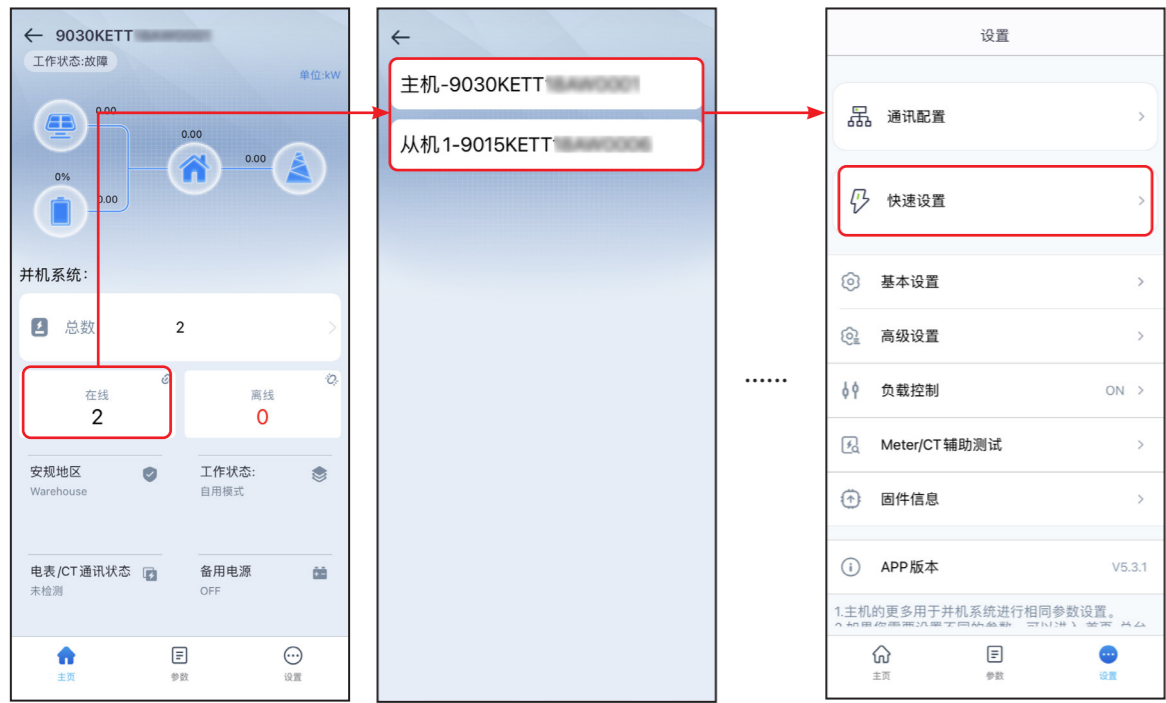 9030KETT
工作状态:故障
单位:kW
0.00
0.00
0.00
0%
0.00
并机系统:
总数 2
在线
2
离线
0
安规地区
Warehouse
工作状态:
自用模式
电表/CT通讯状态
未检测
备用电源
OFF
主页 参数 设置
主机-9030KETT
从机1-9015KETT
......
设置
通讯配置
快速设置
基本设置
高级设置
负载控制 ON
Meter/CT辅助测试
固件信息
APP版本 V5.3.1
1.主机的更多用于并机系统进行相同参数设置。
主页 参数 设置